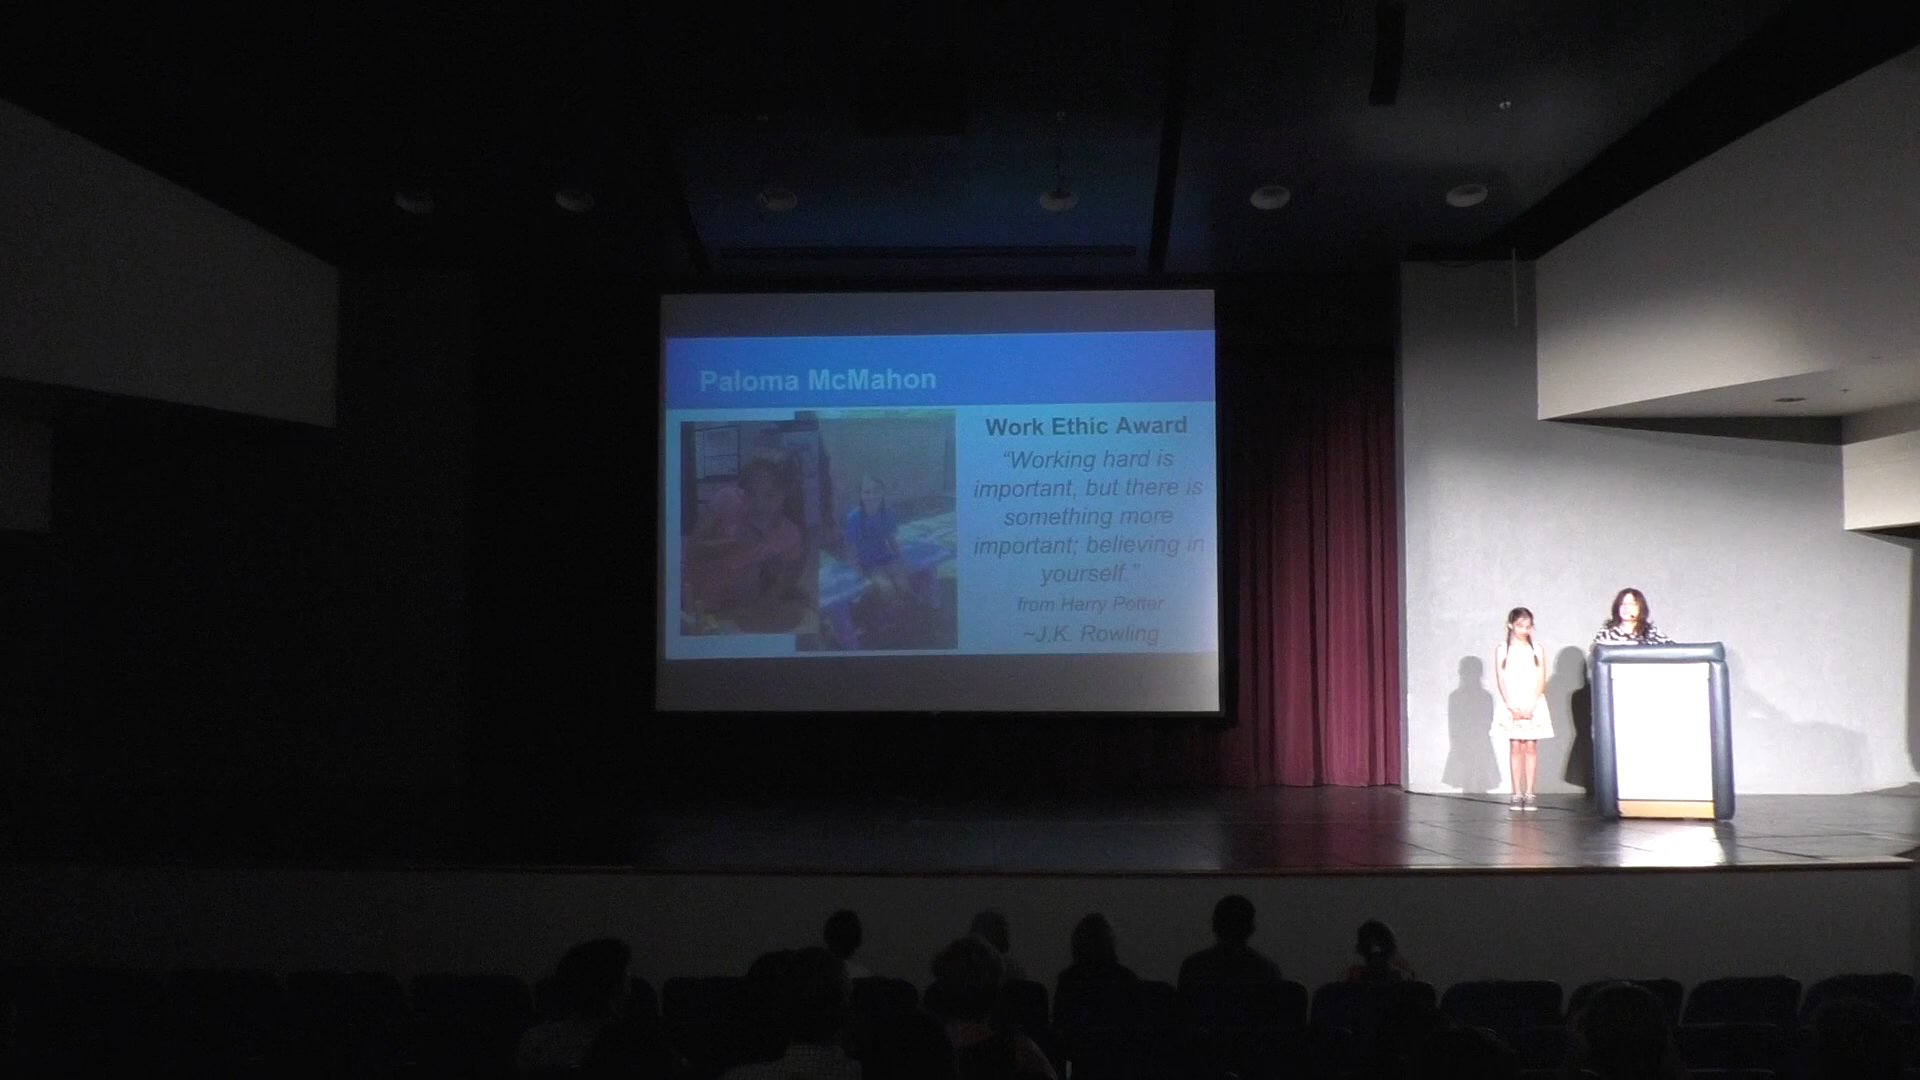 Paloma McMahon
Work Ethic Award
“Working hard is
important, but there is
something more
important; believing in
yourself.”
from Harry Potter
~J.K. Rowling